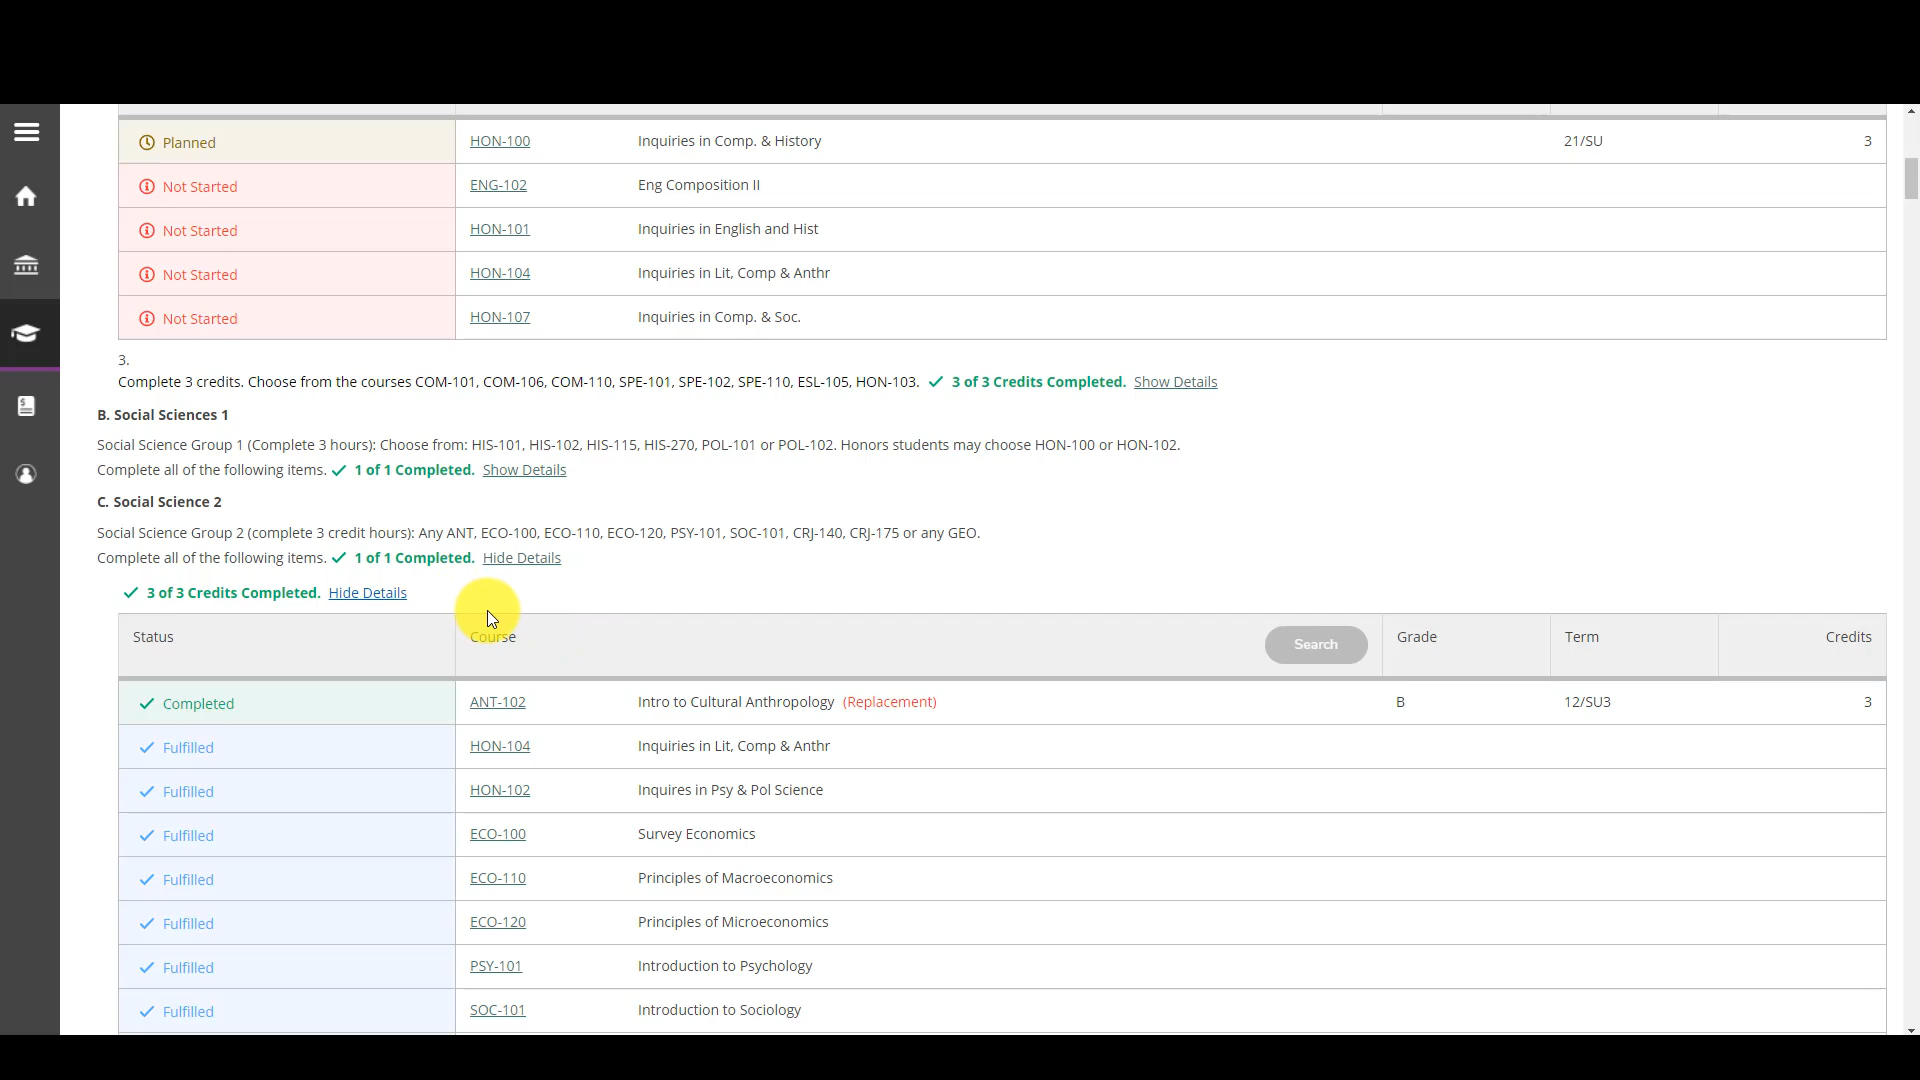 Planned HON-100 Inquiries in Comp. & History 21/SU 3
Not Started ENG-102 Eng Composition II
Not Started HON-101 Inquiries in English and Hist
Not Started HON-104 Inquiries in Lit, Comp & Anthr
Not Started HON-107 Inquiries in Comp. & Soc.
3.
Complete 3 credits. Choose from the courses COM-101, COM-106, COM-110, SPE-101, SPE-102, SPE-110, ESL-105, HON-103. 3 of 3 Credits Completed. Show Details
B. Social Sciences 1
Social Science Group 1 (Complete 3 hours): Choose from: HIS-101, HIS-102, HIS-115, HIS-270, POL-101 or POL-102. Honors students may choose HON-100 or HON-102.
Complete all of the following items. 1 of 1 Completed. Show Details
C. Social Science 2
Social Science Group 2 (complete 3 credit hours): Any ANT, ECO-100, ECO-110, ECO-120, PSY-101, SOC-101, CRJ-140, CRJ-175 or any GEO.
Complete all of the following items. 1 of 1 Completed. Hide Details
3 of 3 Credits Completed. Hide Details
Status Course Search Grade Term Credits
Completed ANT-102 Intro to Cultural Anthropology (Replacement) B 12/SU3 3
Fulfilled HON-104 Inquiries in Lit, Comp & Anthr
Fulfilled HON-102 Inquires in Psy & Pol Science
Fulfilled ECO-100 Survey Economics
Fulfilled ECO-110 Principles of Macroeconomics
Fulfilled ECO-120 Principles of Microeconomics
Fulfilled PSY-101 Introduction to Psychology
Fulfilled SOC-101 Introduction to Sociology